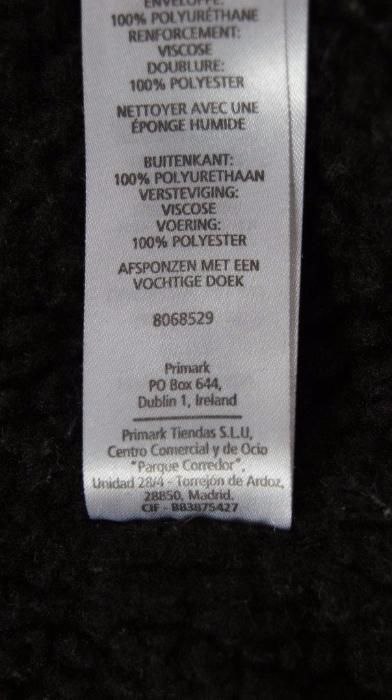 ENVELOPPE:
100% POLYURÉTHANE
RENFORCEMENT:
VISCOSE
DOUBLURE:
100% POLYESTER
NETTOYER AVEC UNE
ÉPONGE HUMIDE
BUITENKANT:
100% POLYURETHAAN
VERSTEVIGING:
VISCOSE
VOERING:
100% POLYESTER
AFSPONZEN MET EEN
VOCHTIGE DOEK
8068529
Primark
PO Box 644,
Dublin 1, Ireland
Primark Tiendas S.L.U,
Centro Comercial y de Ocio
"Parque Corredor",
Unidad 28/4 - Torrejón de Ardoz,
28850, Madrid.
CIF - B83875427